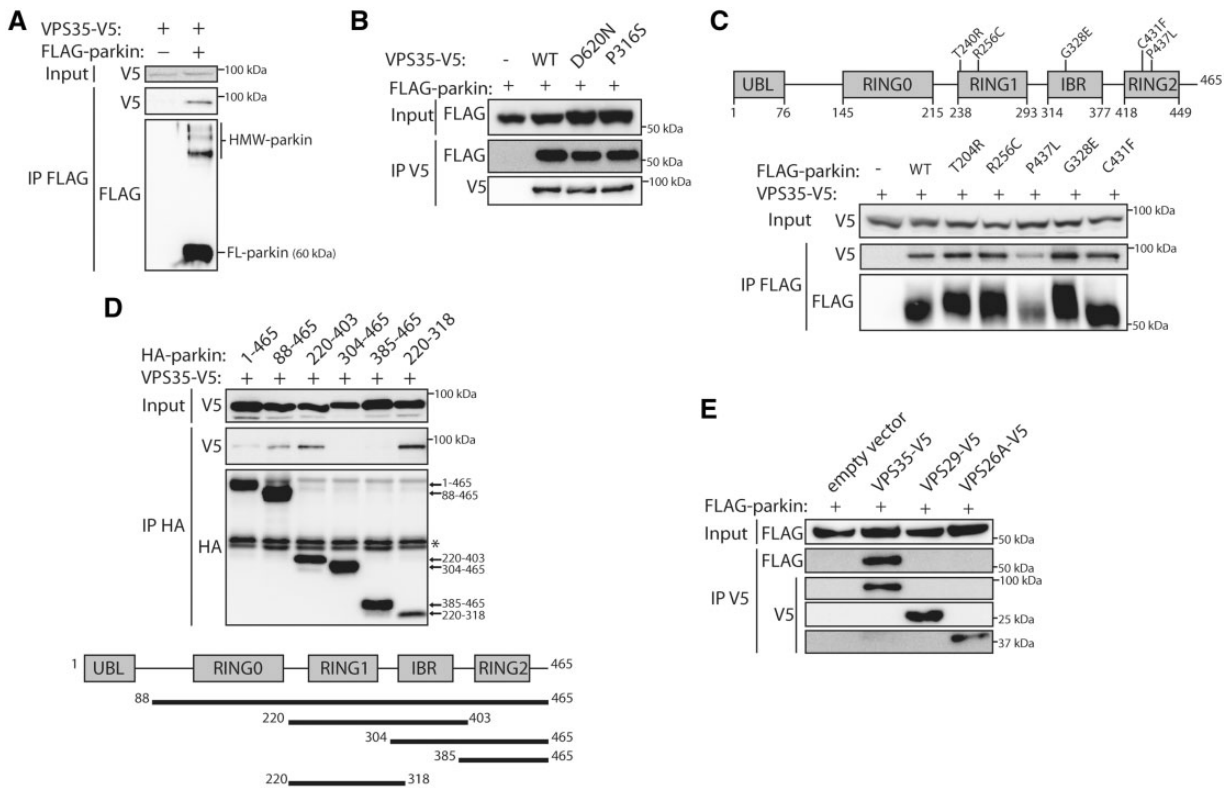 A
VPS35-V5: + +
FLAG-parkin: – +
Input V5 100 kDa
V5 100 kDa
HMW-parkin
IP FLAG
FLAG
FL-parkin (60 kDa)
B
VPS35-V5: - WT D620N P316S
FLAG-parkin: + + + +
Input FLAG 50 kDa
IP V5 FLAG 50 kDa
V5 100 kDa
C
T240R R256C G328E C431F P437L
UBL RING0 RING1 IBR RING2 465
1 76 145 215 238 293 314 377 418 449
FLAG-parkin: - WT T204R R256C P437L G328E C431F
VPS35-V5: + + + + + + +
Input V5 100 kDa
V5 100 kDa
IP FLAG
FLAG 50 kDa
D
HA-parkin: 1-465 88-465 220-403 304-465 385-465 220-318
VPS35-V5: + + + + + +
Input V5 100 kDa
V5 100 kDa
1-465
88-465
IP HA
HA *
220-403
304-465
385-465
220-318
1 UBL RING0 RING1 IBR RING2 465
88 465
220 403
304 465
385 465
220 318
E
empty vector VPS35-V5 VPS29-V5 VPS26A-V5
FLAG-parkin: + + + +
Input FLAG 50 kDa
FLAG 50 kDa
IP V5 100 kDa
V5 25 kDa
37 kDa